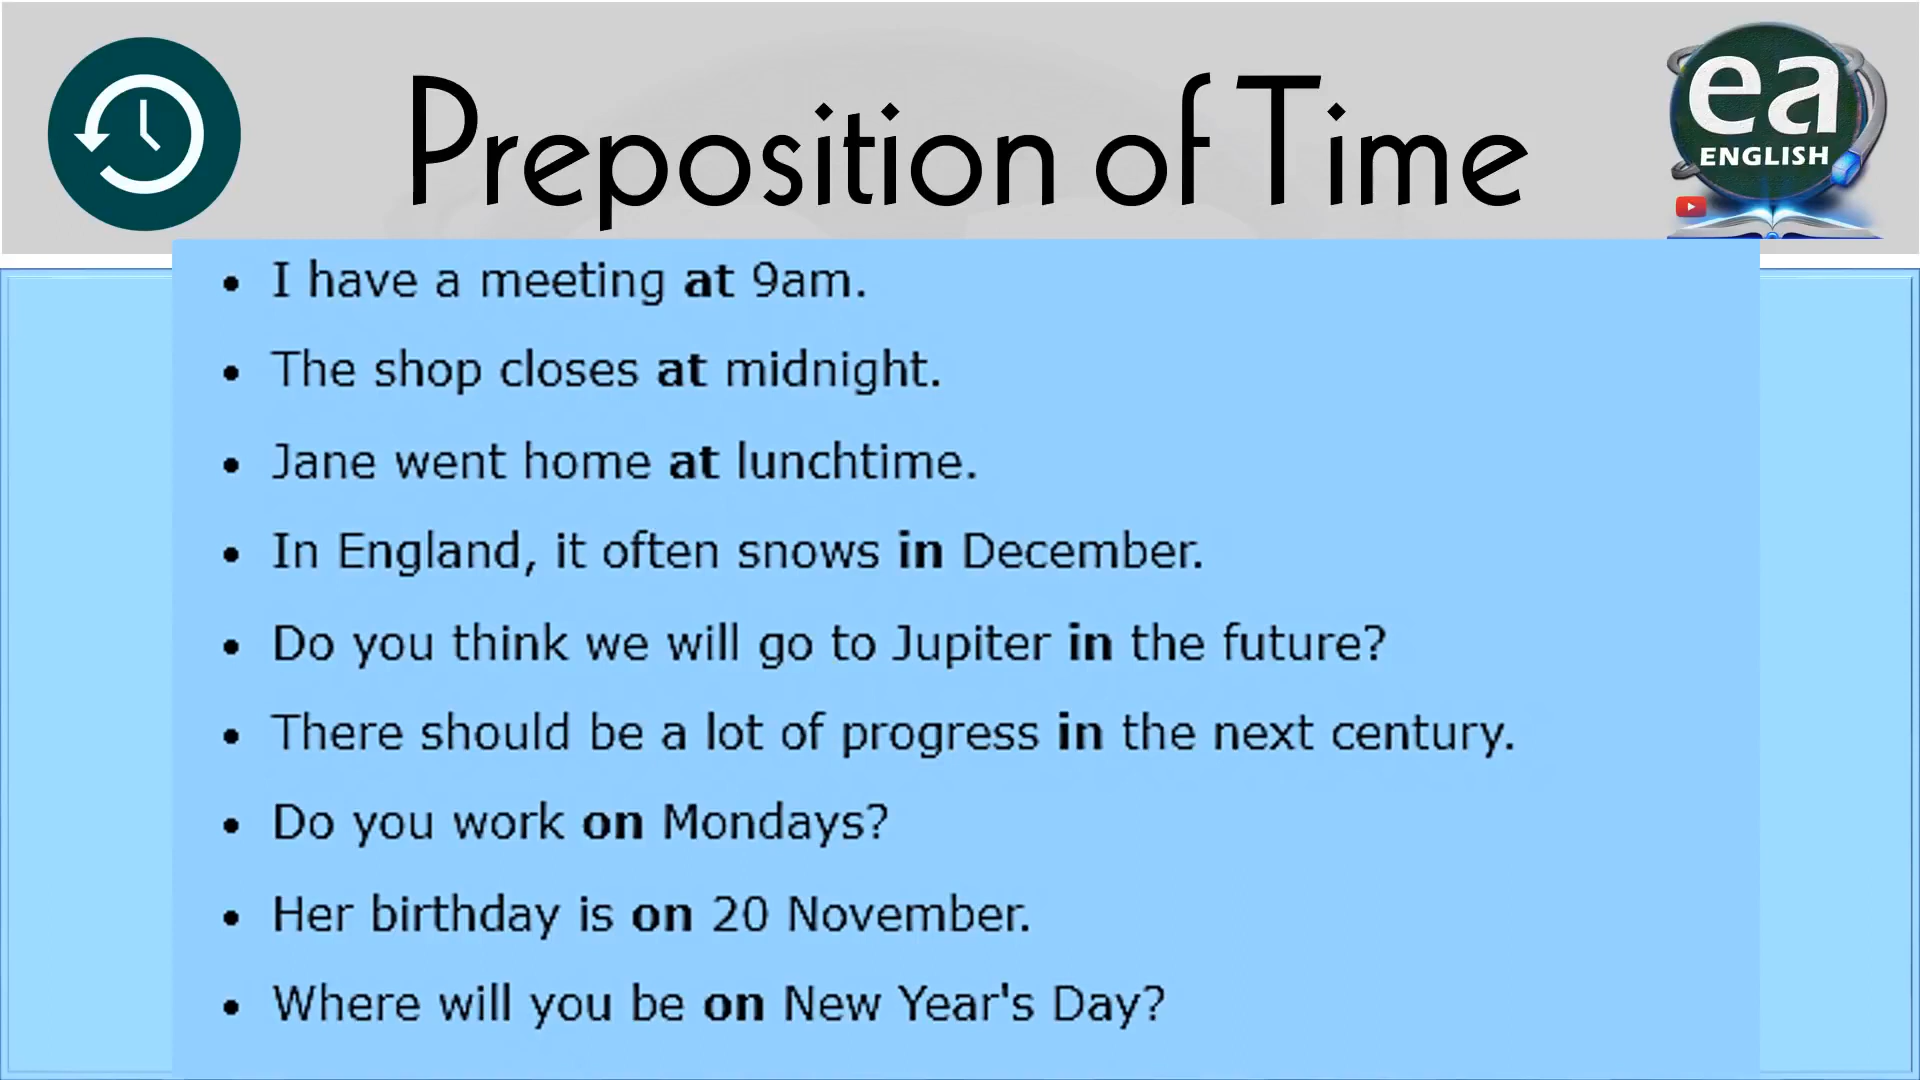 Preposition of Time
ea
ENGLISH
• I have a meeting at 9am.
• The shop closes at midnight.
• Jane went home at lunchtime.
• In England, it often snows in December.
• Do you think we will go to Jupiter in the future?
• There should be a lot of progress in the next century.
• Do you work on Mondays?
• Her birthday is on 20 November.
• Where will you be on New Year's Day?